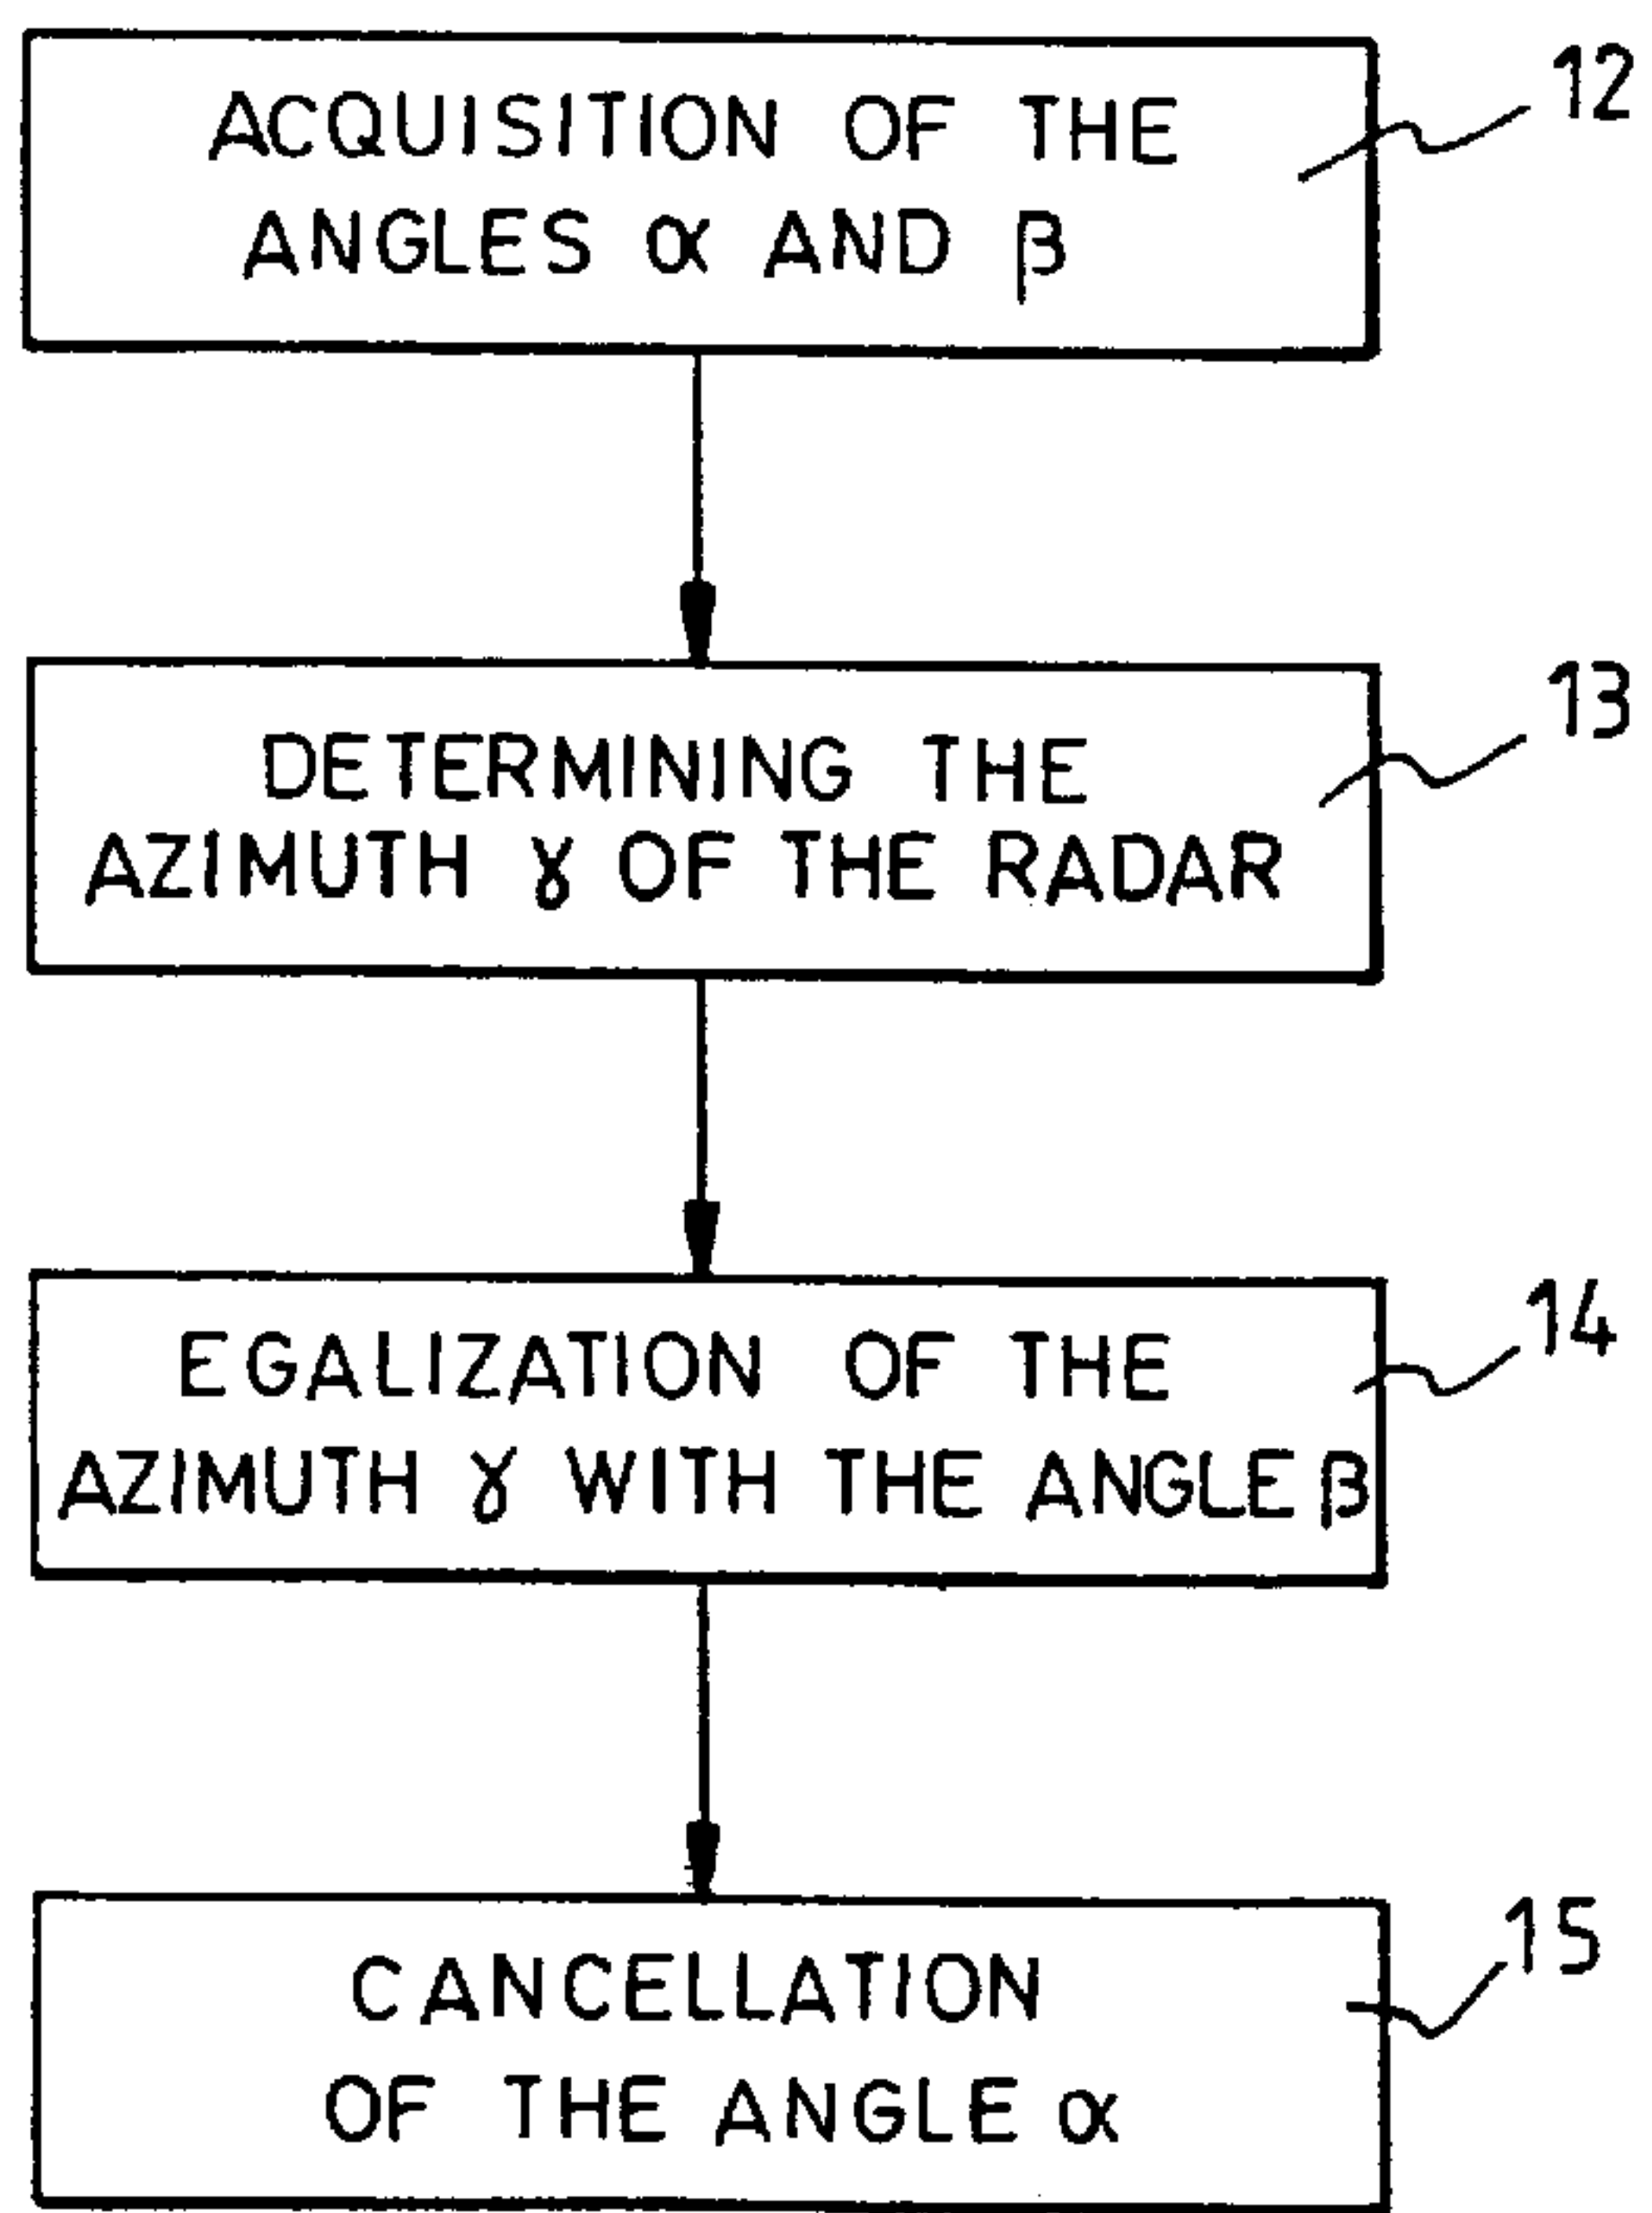 ACQUISITION OF THE
12
ANGLES α AND β
13
DETERMINING THE
AZIMUTH γ OF THE RADAR
14
EGALIZATION OF THE
AZIMUTH γ WITH THE ANGLE β
15
CANCELLATION
OF THE ANGLE α